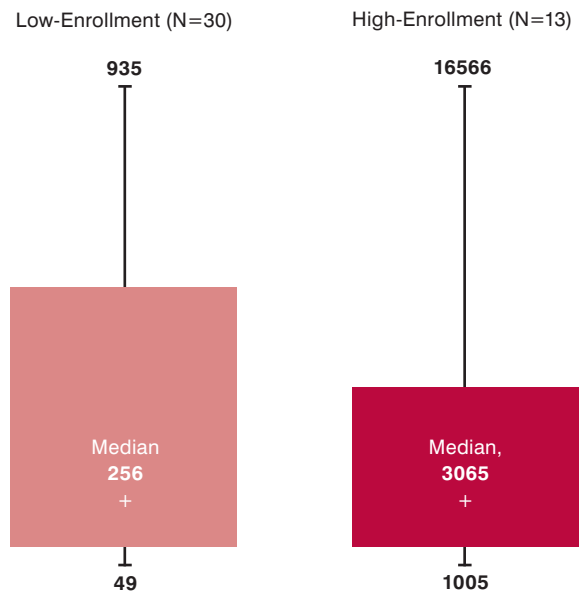 Low-Enrollment (N=30)
935
Median
256
+
49
High-Enrollment (N=13)
16566
Median,
3065
+
1005